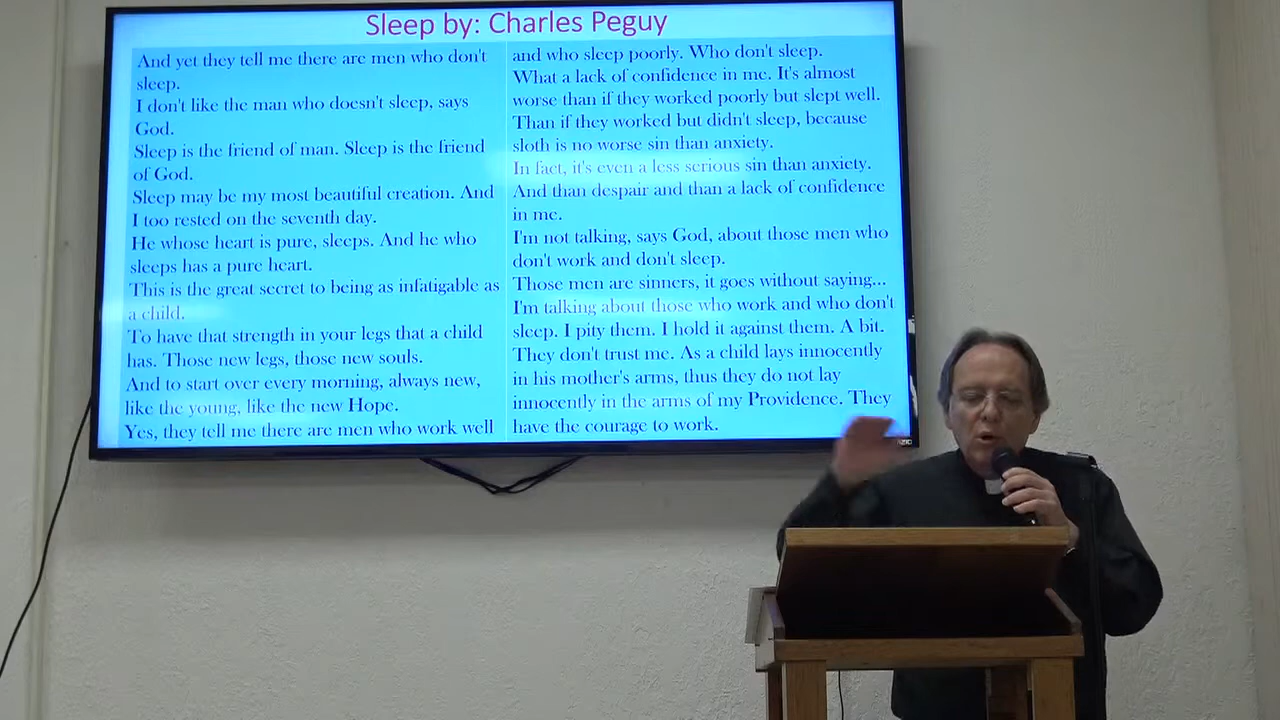 Sleep by: Charles Peguy
And yet they tell me there are men who don't
sleep.
I don't like the man who doesn't sleep, says
God.
Sleep is the friend of man. Sleep is the friend
of God.
Sleep may be my most beautiful creation. And
I too rested on the seventh day.
He whose heart is pure, sleeps. And he who
sleeps has a pure heart.
This is the great secret to being as infatigable as
a child.
To have that strength in your legs that a child
has. Those new legs, those new souls.
And to start over every morning, always new,
like the young, like the new Hope.
Yes, they tell me there are men who work well
and who sleep poorly. Who don't sleep.
What a lack of confidence in me. It's almost
worse than if they worked poorly but slept well.
Than if they worked but didn't sleep, because
sloth is no worse sin than anxiety.
In fact, it's even a less serious sin than anxiety.
And than despair and than a lack of confidence
in me.
I'm not talking, says God, about those men who
don't work and don't sleep.
Those men are sinners, it goes without saying...
I'm talking about those who work and who don't
sleep. I pity them. I hold it against them. A bit.
They don't trust me. As a child lays innocently
in his mother's arms, thus they do not lay
innocently in the arms of my Providence. They
have the courage to work.